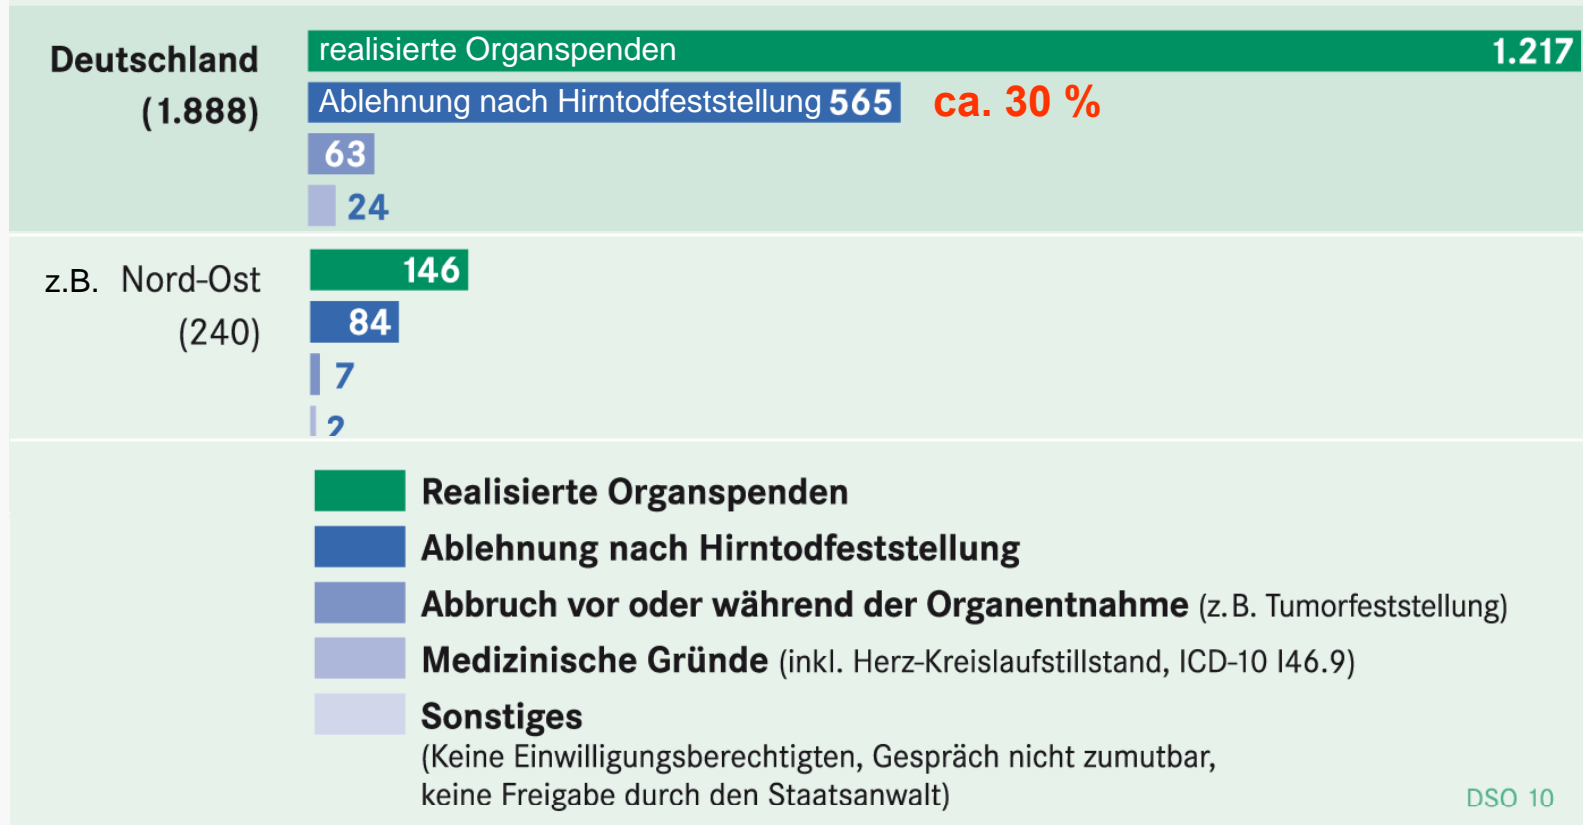 Deutschland
(1.888)
realisierte Organspenden 1.217
Ablehnung nach Hirntodfeststellung 565 ca. 30 %
63
24
z.B. Nord-Ost
(240)
146
84
7
2
Realisierte Organspenden
Ablehnung nach Hirntodfeststellung
Abbruch vor oder während der Organentnahme (z. B. Tumorfeststellung)
Medizinische Gründe (inkl. Herz-Kreislaufstillstand, ICD-10 I46.9)
Sonstiges
(Keine Einwilligungsberechtigten, Gespräch nicht zumutbar,
keine Freigabe durch den Staatsanwalt)
DSO 10